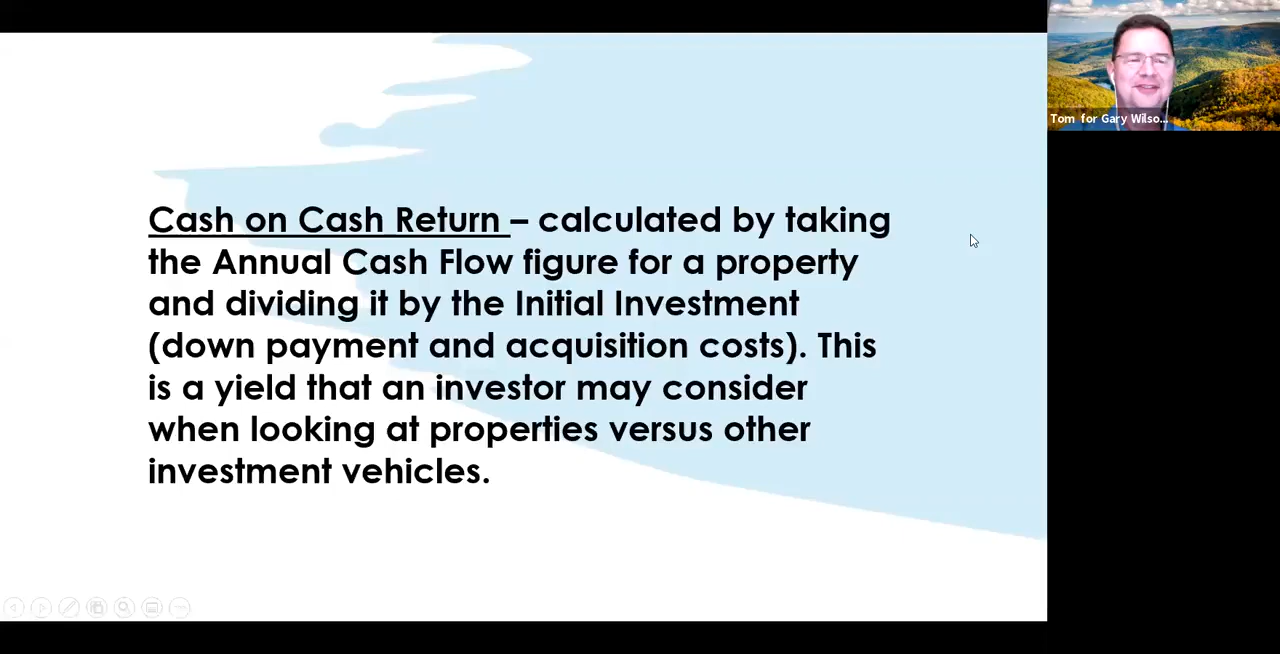 Cash on Cash Return – calculated by taking
the Annual Cash Flow figure for a property
and dividing it by the Initial Investment
(down payment and acquisition costs). This
is a yield that an investor may consider
when looking at properties versus other
investment vehicles.
Tom for Gary Wilso...